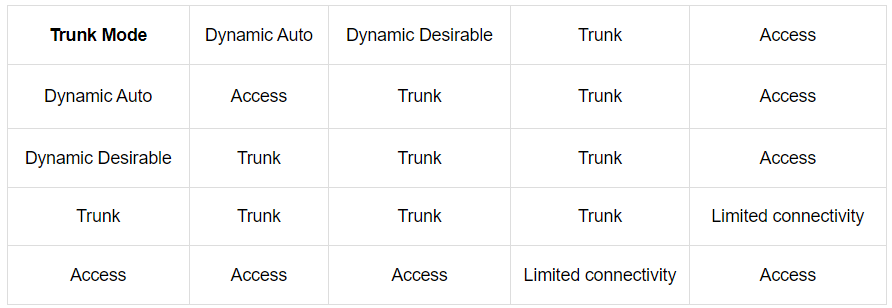 Trunk Mode Dynamic Auto Dynamic Desirable Trunk Access
Dynamic Auto Access Trunk Trunk Access
Dynamic Desirable Trunk Trunk Trunk Access
Trunk Trunk Trunk Trunk Limited connectivity
Access Access Access Limited connectivity Access